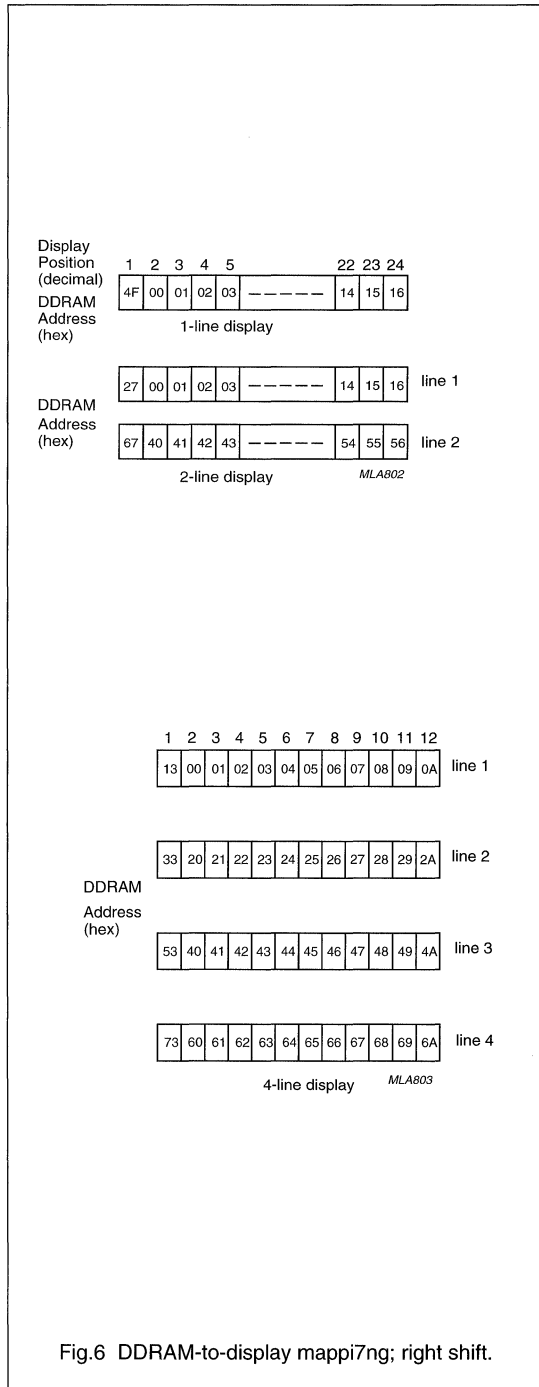 Display
Position
(decimal)
1 2 3 4 5 22 23 24
DDRAM
Address
(hex)
4F 00 01 02 03 14 15 16
1-line display
27 00 01 02 03 14 15 16 line 1
DDRAM
Address
(hex)
67 40 41 42 43 54 55 56 line 2
2-line display
MLA802
1 2 3 4 5 6 7 8 9 10 11 12
13 00 01 02 03 04 05 06 07 08 09 0A line 1
33 20 21 22 23 24 25 26 27 28 29 2A line 2
DDRAM
Address
(hex)
53 40 41 42 43 44 45 46 47 48 49 4A line 3
73 60 61 62 63 64 65 66 67 68 69 6A line 4
4-line display
MLA803
Fig.6 DDRAM-to-display mappi7ng; right shift.